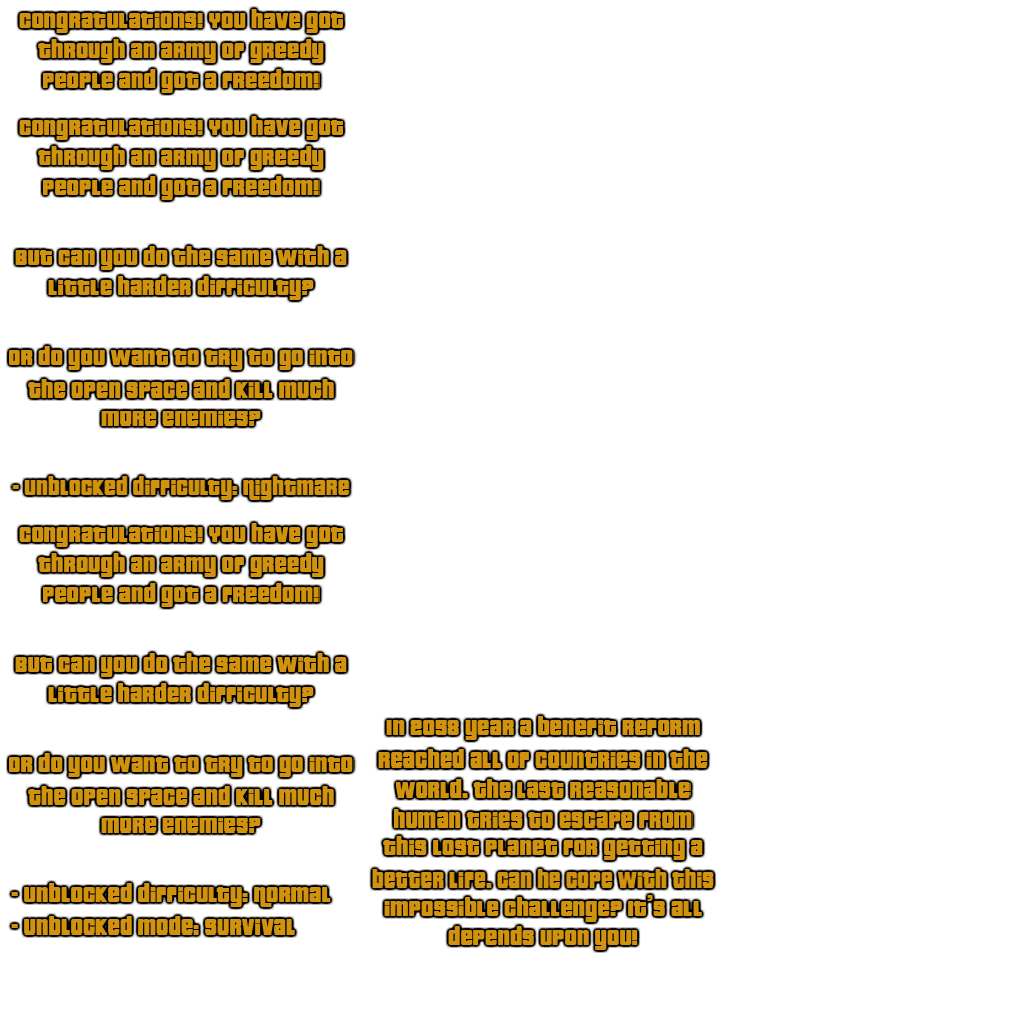 Congratulations! You have got
through an army of greedy
people and got a freedom!
Congratulations! You have got
through an army of greedy
people and got a freedom!
But can you do the same with a
little harder difficulty?
Or do you want to try to go into
the open space and kill much
more enemies?
- Unblocked difficulty: Nightmare
Congratulations! You have got
through an army of greedy
people and got a freedom!
But can you do the same with a
little harder difficulty?
Or do you want to try to go into
the open space and kill much
more enemies?
- Unblocked difficulty: Normal
- Unblocked mode: Survival
In 2058 year a benefit reform
reached all of countries in the
world. The last reasonable
human tries to escape from
this lost planet for getting a
better life. Can he cope with this
impossible challenge? It's all
depends upon you!